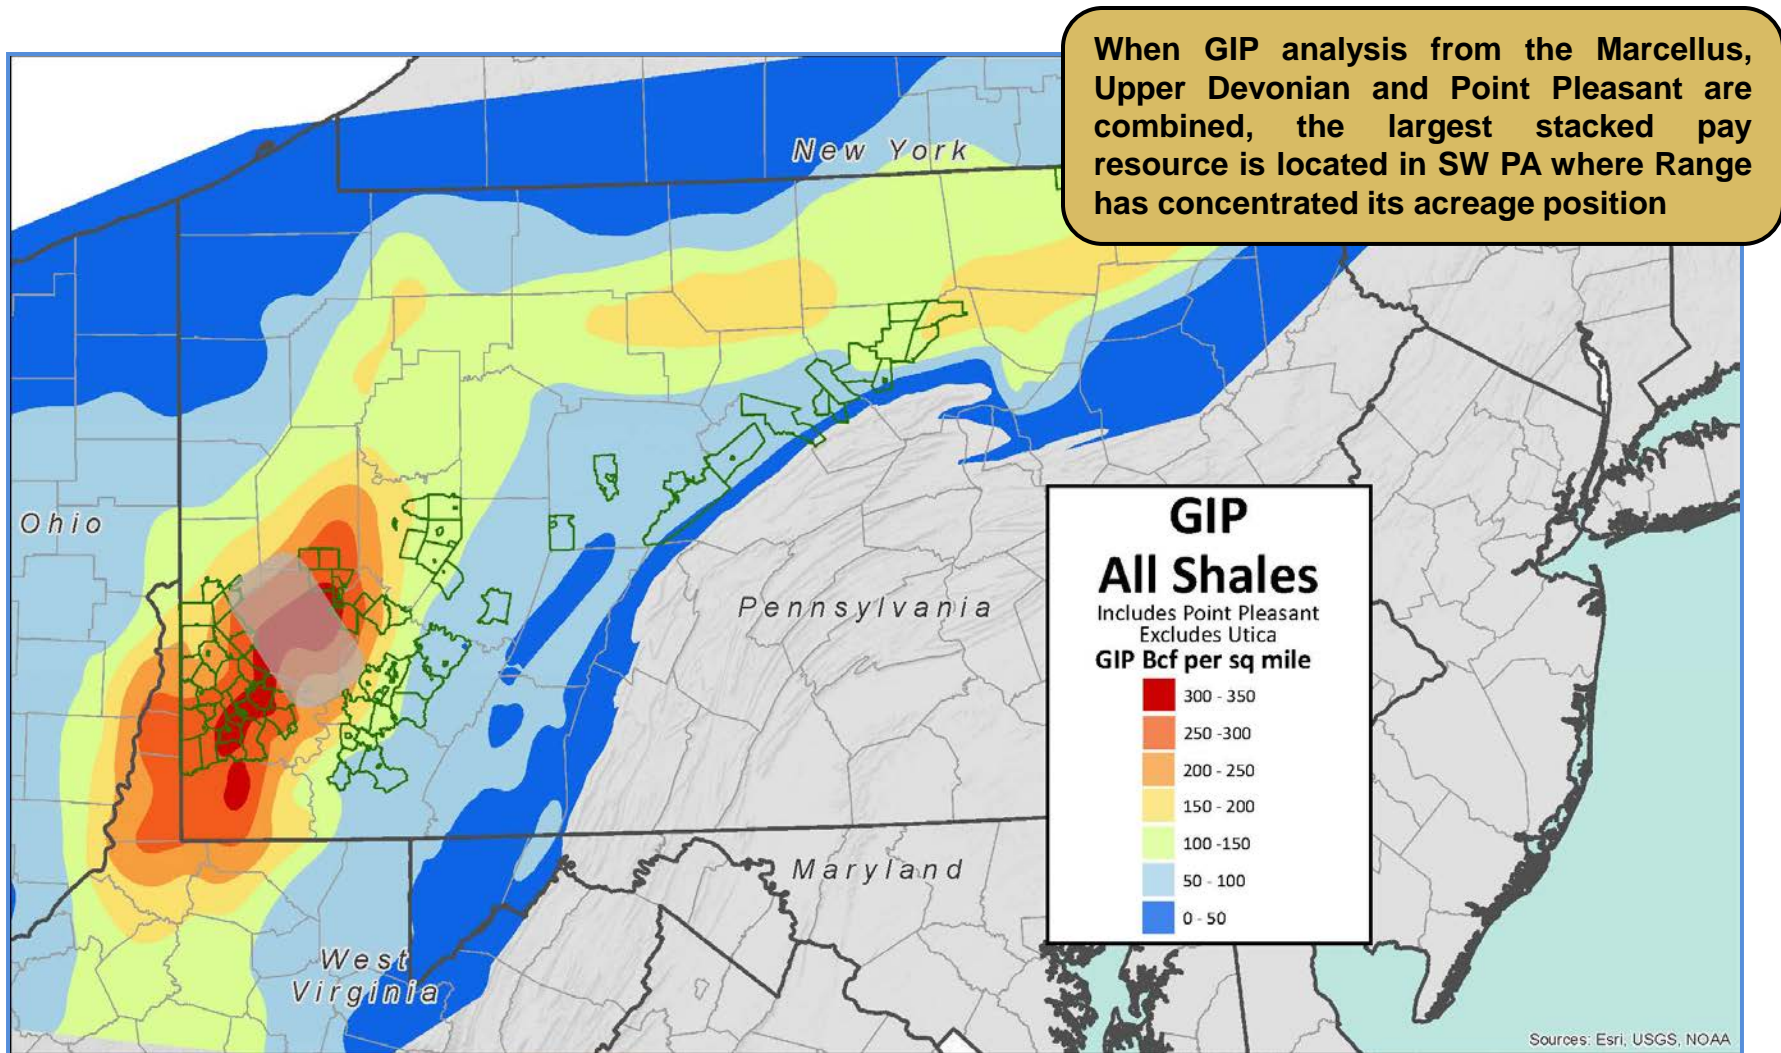 When GIP analysis from the Marcellus,
Upper Devonian and Point Pleasant are
combined, the largest stacked pay
resource is located in SW PA where Range
has concentrated its acreage position
New York
Ohio
Pennsylvania
Maryland
West
Virginia
GIP
All Shales
Includes Point Pleasant
Excludes Utica
GIP Bcf per sq mile
300 - 350
250 -300
200 - 250
150 - 200
100 -150
50 - 100
0 - 50
Sources: Esri, USGS, NOAA